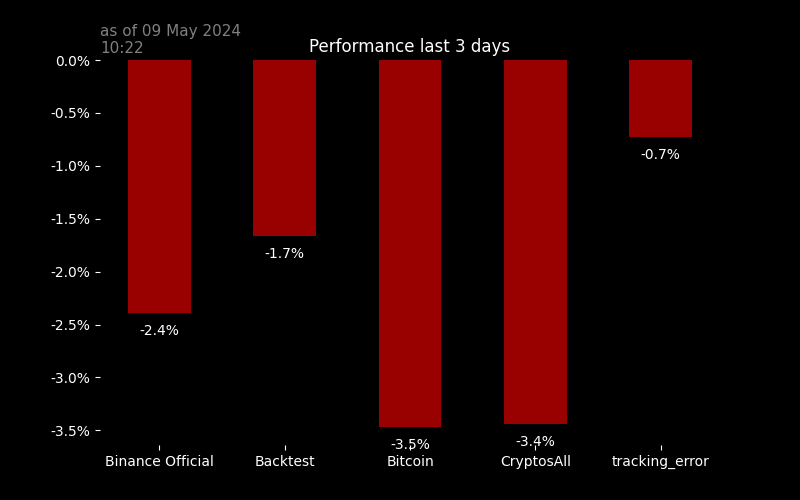 as of 09 May 2024
10:22
Performance last 3 days
0.0%
-0.5%
-1.0%
-1.5%
-2.0%
-2.5%
-3.0%
-3.5%
-2.4%
-1.7%
-3.5%
-3.4%
-0.7%
Binance Official
Backtest
Bitcoin
CryptosAll
tracking_error